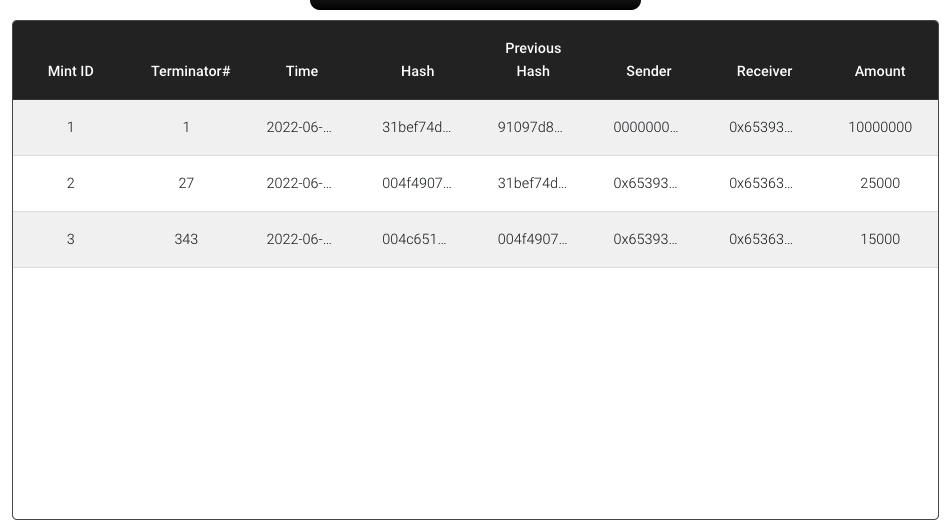 Mint ID Terminator# Time Hash Previous Hash Sender Receiver Amount
1 1 2022-06-... 31bef74d... 91097d8... 0000000... 0x65393... 10000000
2 27 2022-06-... 004f4907... 31bef74d... 0x65393... 0x65363... 25000
3 343 2022-06-... 004c651... 004f4907... 0x65393... 0x65363... 15000